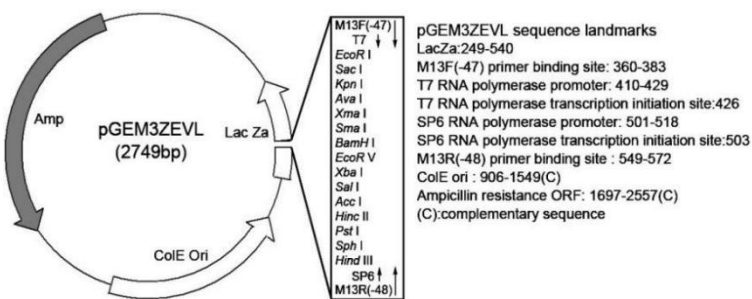 Amp
pGEM3ZEVL
(2749bp)
Lac Za
ColE Ori
M13F(-47)
T7
EcoR I
Sac I
Kpn I
Ava I
Xma I
Sma I
BamH I
EcoR V
Xba I
Sal I
Acc I
Hinc II
Pst I
Sph I
Hind III
SP6
M13R(-48)
pGEM3ZEVL sequence landmarks
LacZa:249-540
M13F(-47) primer binding site: 360-383
T7 RNA polymerase promoter: 410-429
T7 RNA polymerase transcription initiation site:426
SP6 RNA polymerase promoter: 501-518
SP6 RNA polymerase transcription initiation site:503
M13R(-48) primer binding site : 549-572
ColE ori : 906-1549(C)
Ampicillin resistance ORF: 1697-2557(C)
(C):complementary sequence